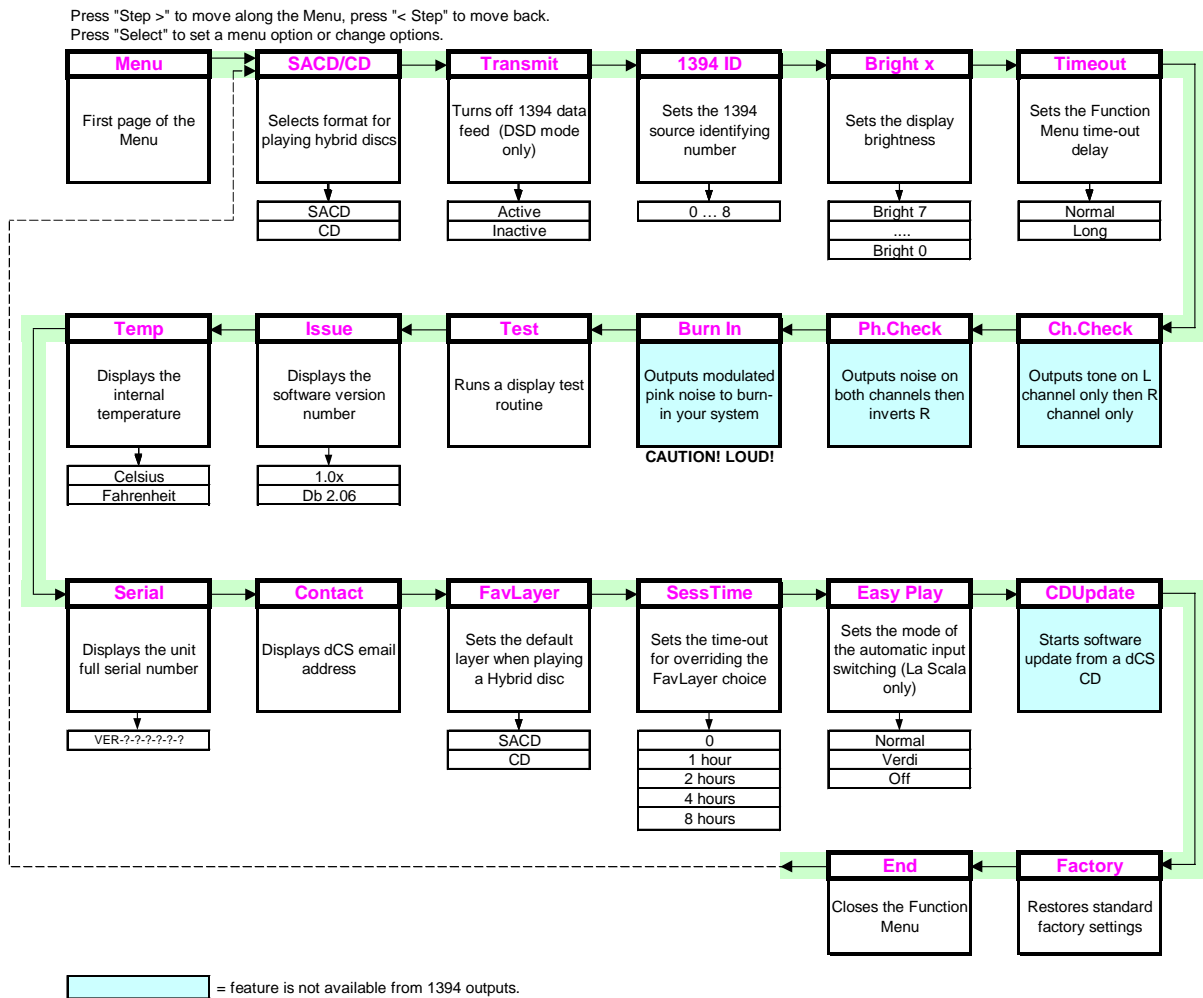 Press "Step >" to move along the Menu, press "< Step" to move back.
Press "Select" to set a menu option or change options.
Menu
First page of the
Menu
SACD/CD
Selects format for
playing hybrid discs
SACD
CD
Transmit
Turns off 1394 data
feed (DSD mode
only)
Active
Inactive
1394 ID
Sets the 1394
source identifying
number
0 ... 8
Bright x
Sets the display
brightness
Bright 7
....
Bright 0
Timeout
Sets the Function
Menu time-out
delay
Normal
Long
Temp
Displays the
internal
temperature
Celsius
Fahrenheit
Issue
Displays the
software version
number
1.0x
Db 2.06
Test
Runs a display test
routine
Burn In
Outputs modulated
pink noise to burn-
in your system
CAUTION! LOUD!
Ph.Check
Outputs noise on
both channels then
inverts R
Ch.Check
Outputs tone on L
channel only then R
channel only
Serial
Displays the unit
full serial number
VER-?-?-?-?-?-?
Contact
Displays dCS email
address
FavLayer
Sets the default
layer when playing
a Hybrid disc
SACD
CD
SessTime
Sets the time-out
for overriding the
FavLayer choice
0
1 hour
2 hours
4 hours
8 hours
Easy Play
Sets the mode of
the automatic input
switching (La Scala
only)
Normal
Verdi
Off
CDUpdate
Starts software
update from a dCS
CD
End
Closes the Function
Menu
Factory
Restores standard
factory settings
= feature is not available from 1394 outputs.